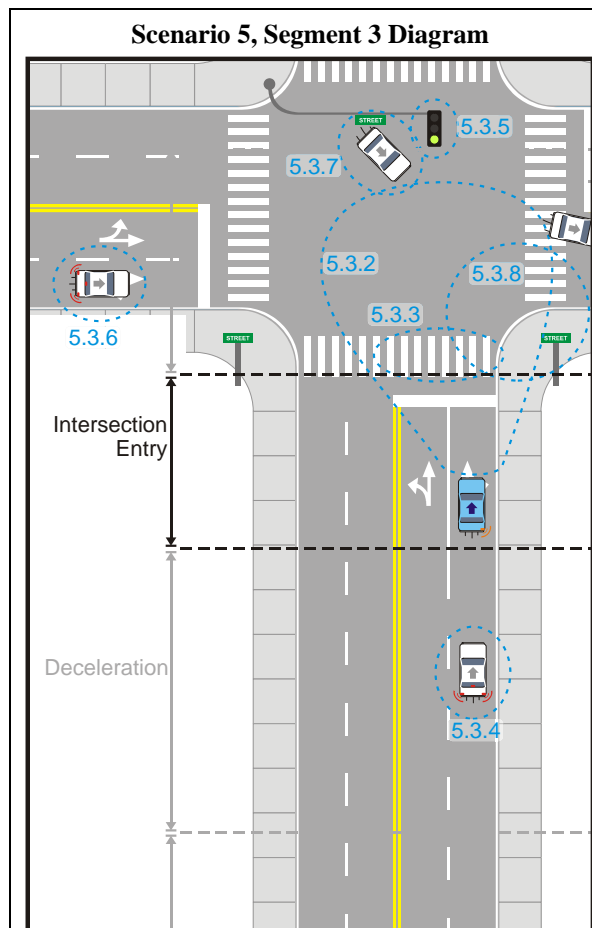 Scenario 5, Segment 3 Diagram
STREET
5.3.5
5.3.7
5.3.2
5.3.8
5.3.3
5.3.6
STREET
STREET
Intersection
Entry
Deceleration
5.3.4